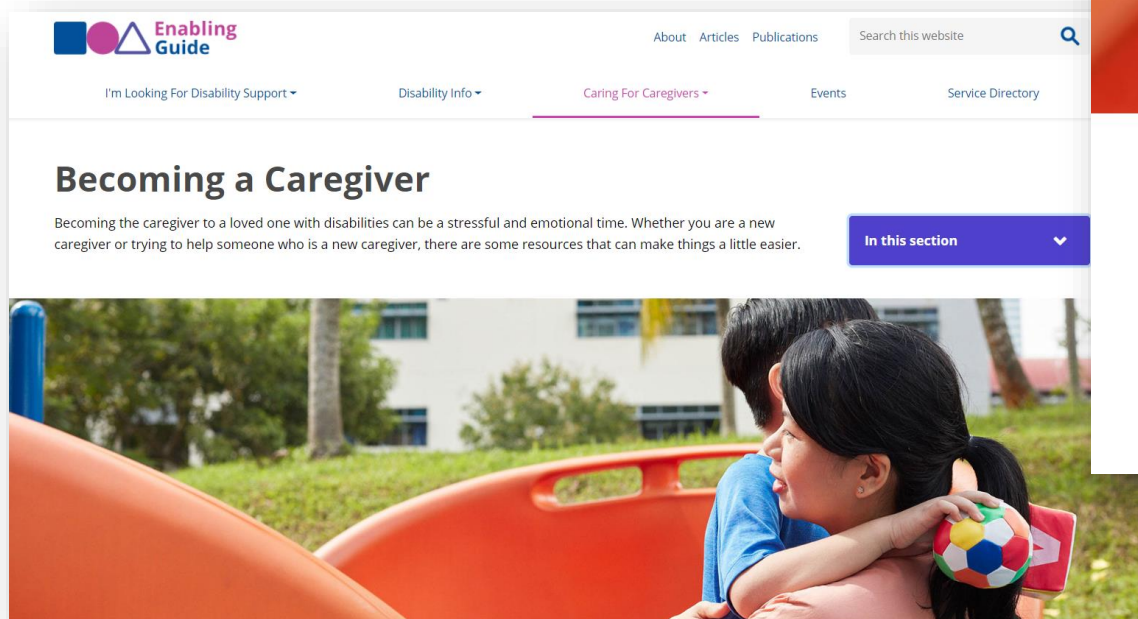 Enabling
Guide
About Articles Publications
Search this website
I'm Looking For Disability Support
Disability Info
Caring For Caregivers
Events
Service Directory
Becoming a Caregiver
Becoming the caregiver to a loved one with disabilities can be a stressful and emotional time. Whether you are a new
caregiver or trying to help someone who is a new caregiver, there are some resources that can make things a little easier.
In this section
A